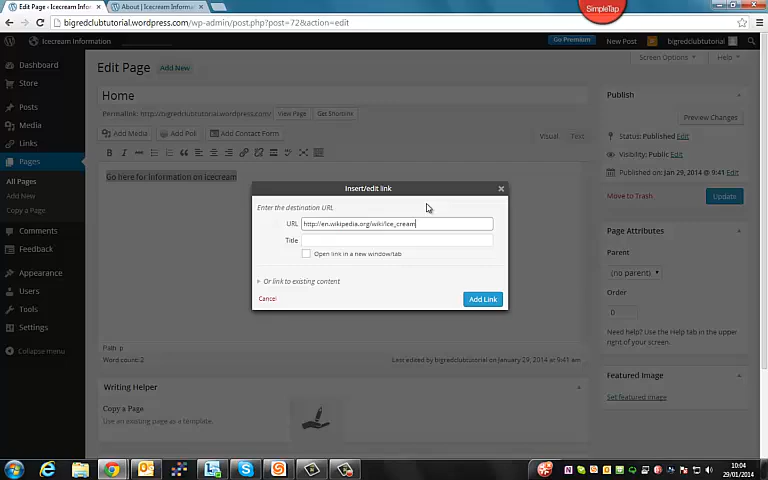 Edit Page ‹ Icecream Inform
About | Icecream Informat
SimpleTap
bigredclubtutorial.wordpress.com/wp-admin/post.php?post=72&action=edit
Icecream Information
Go Premium
New Post
bigredclubtutorial
Dashboard
Store
Posts
Media
Links
Pages
All Pages
Add New
Copy a Page
Comments
Feedback
Appearance
Users
Tools
Settings
Collapse menu
Screen Options
Help
Edit Page
Add New
Home
Permalink: http://bigredclubtutorial.wordpress.com/
View Page
Get Shortlink
Add Media
Add Poll
Add Contact Form
Visual
Text
B I
ABC
Go here for information on icecream
Insert/edit link
Enter the destination URL
URL http://en.wikipedia.org/wiki/Ice_cream
Title
Open link in a new window/tab
Or link to existing content
Cancel
Add Link
Path: p
Word count: 2
Last edited by bigredclubtutorial on January 29, 2014 at 9:41 am
Writing Helper
Copy a Page
Use an existing page as a template.
Publish
Preview Changes
Status: Published Edit
Visibility: Public Edit
Published on: Jan 29, 2014 @ 9:41 Edit
Move to Trash
Update
Page Attributes
Parent
(no parent)
Order
0
Need help? Use the Help tab in the upper
right of your screen.
Featured Image
Set featured image
10:04
29/01/2014